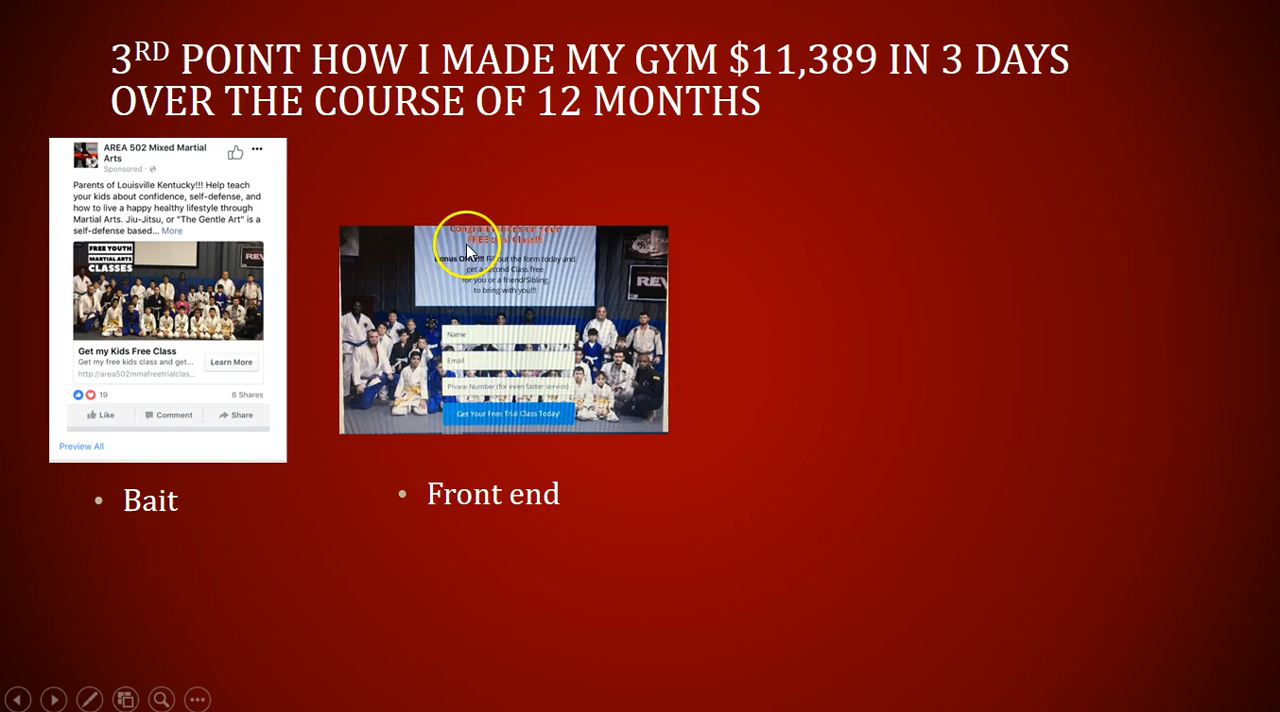 3RD POINT HOW I MADE MY GYM $11,389 IN 3 DAYS
OVER THE COURSE OF 12 MONTHS
AREA 502 Mixed Martial
Arts
Sponsored
Parents of Louisville Kentucky!!! Help teach
your kids about confidence, self-defense, and
how to live a happy healthy lifestyle through
Martial Arts. Jiu-Jitsu, or "The Gentle Art" is a
self-defense based... More
FREE YOUTH
MARTIAL ARTS
CLASSES
REV
Get my Kids Free Class
Get my free kids class and get...
http://area502mmafreetrialclas...
Learn More
19
6 Shares
Like
Comment
Share
Preview All
on your
FREE
Fill out the form today and
get a second Class free
for you or a friend/Sibling
to bring with you!!!
REV
Name
Email
Phone Number (for even faster service)
Get Your Free Trial Class Today!
• Bait
• Front end